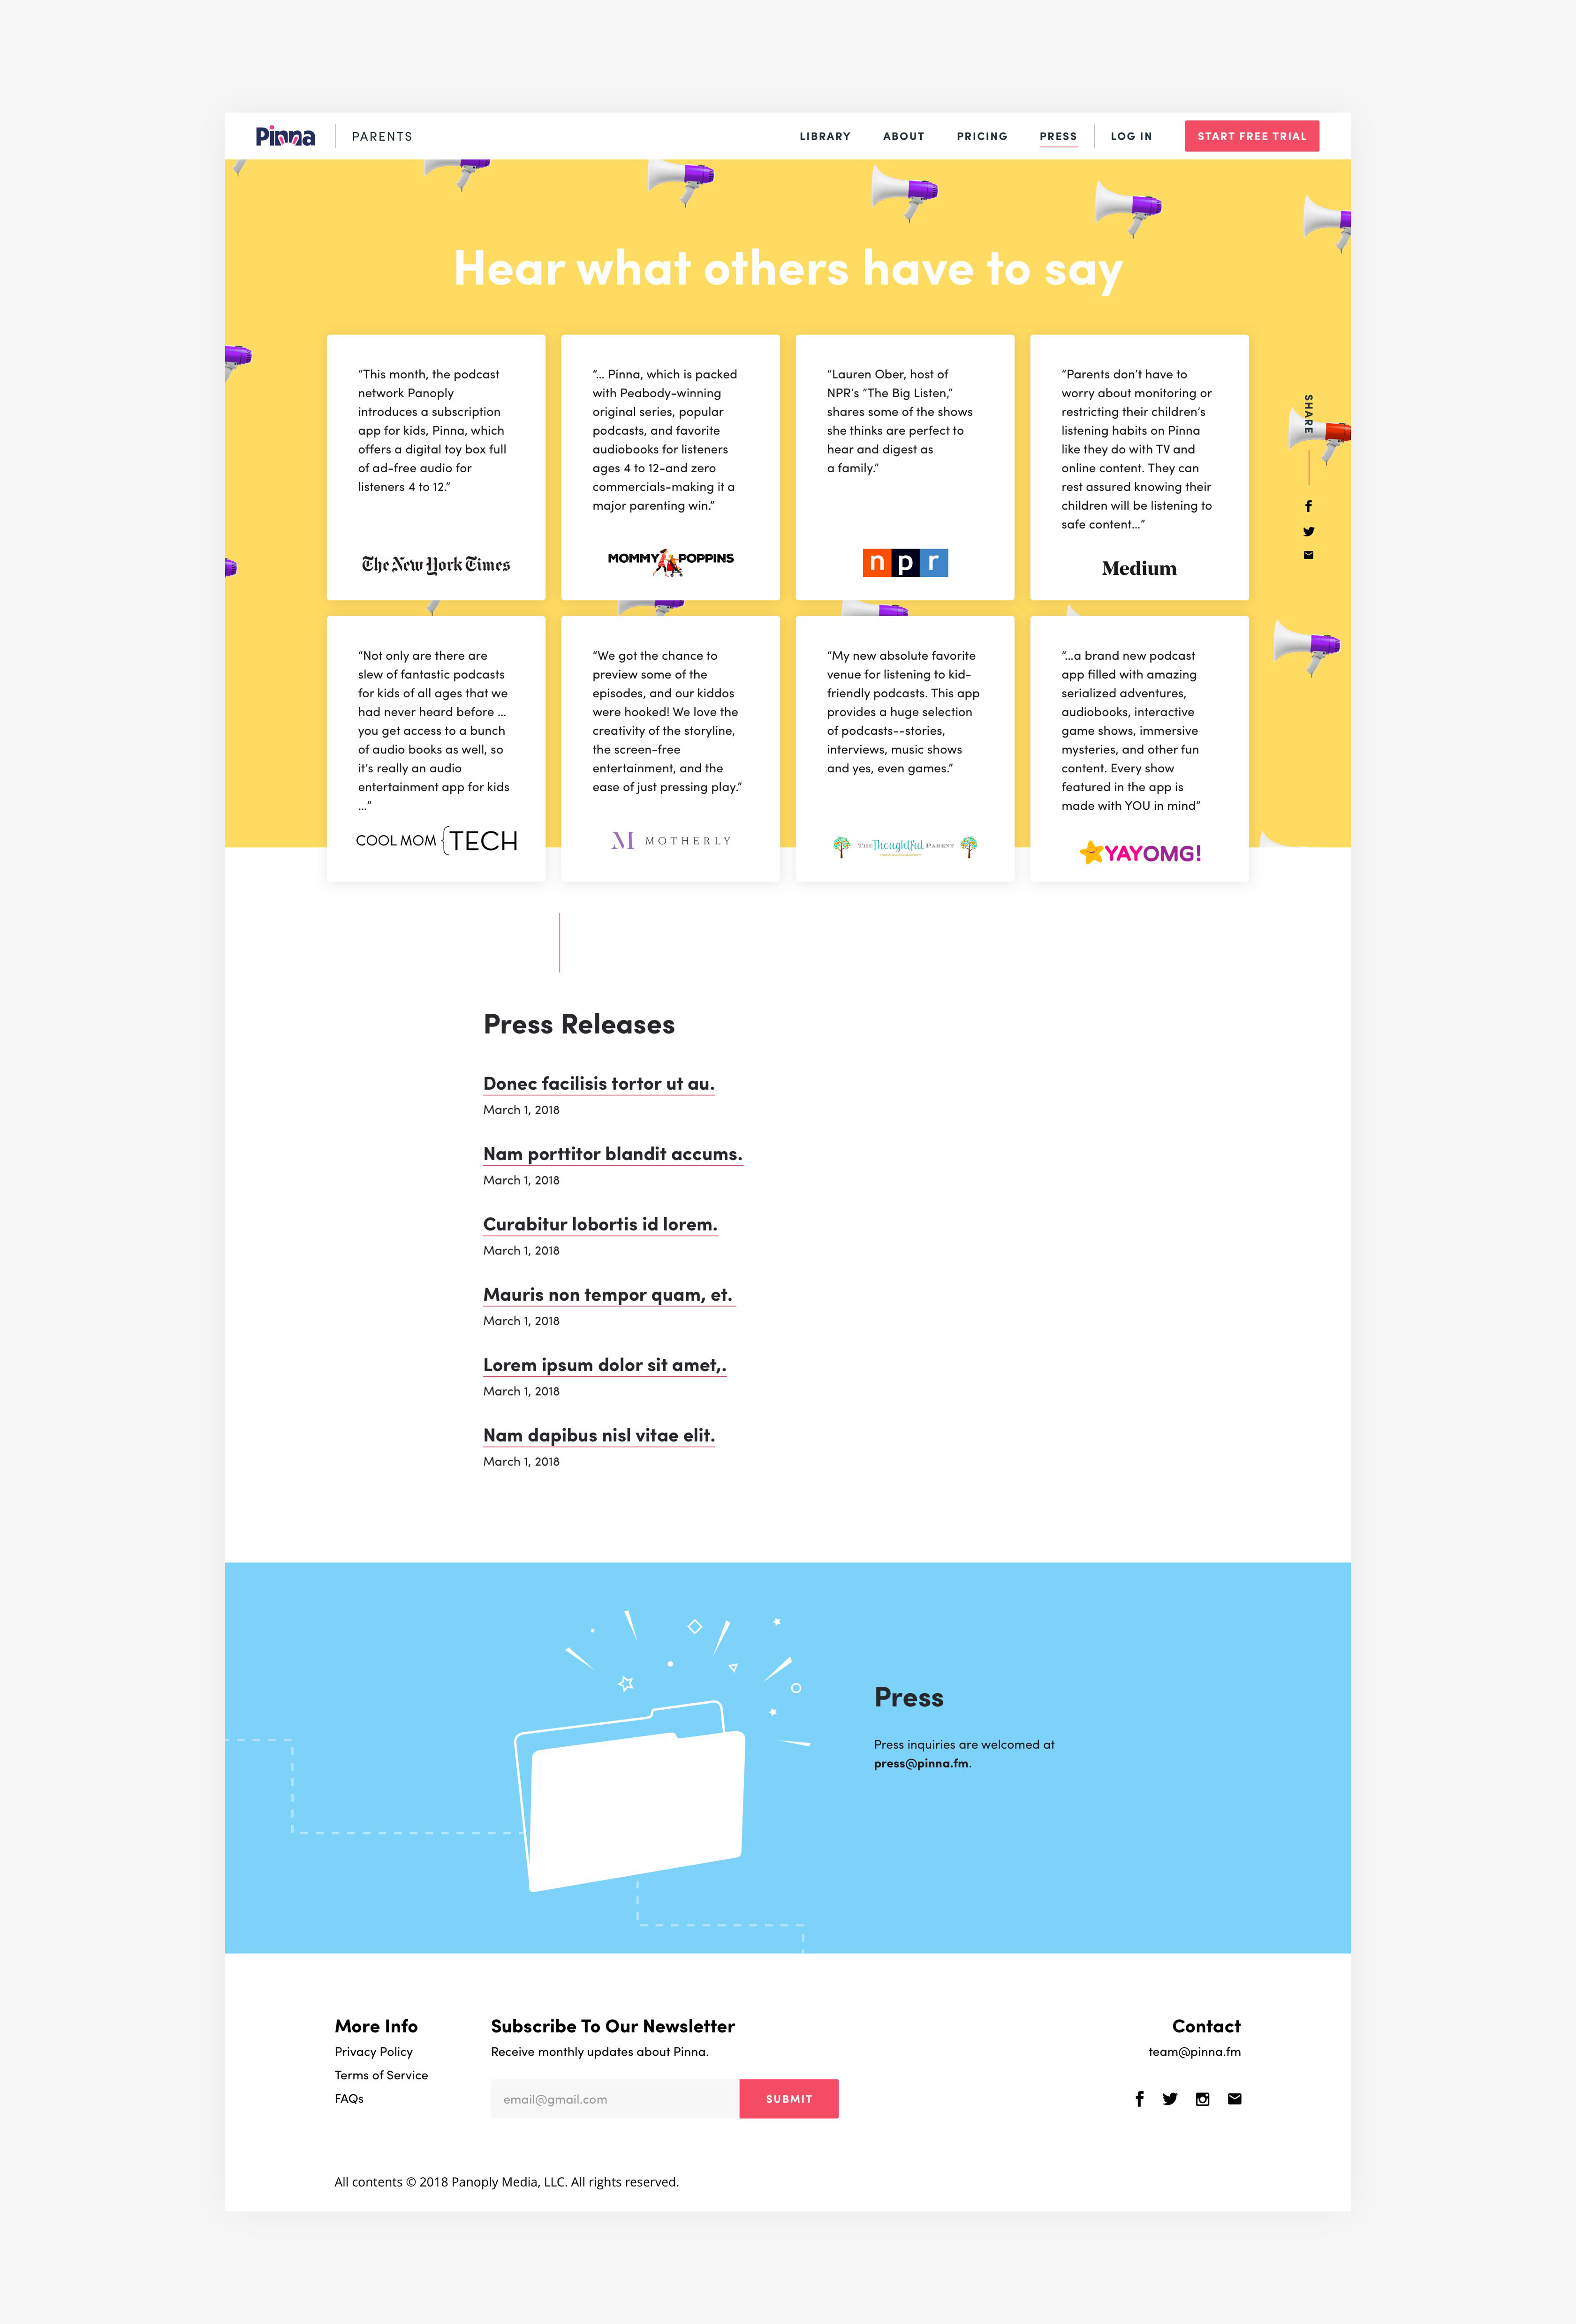 Pinna
PARENTS
LIBRARY
ABOUT
PRICING
PRESS
LOG IN
START FREE TRIAL
Hear what others have to say
“This month, the podcast
network Panoply
introduces a subscription
app for kids, Pinna, which
offers a digital toy box full
of ad-free audio for
listeners 4 to 12.”
The New York Times
“... Pinna, which is packed
with Peabody-winning
original series, popular
podcasts, and favorite
audiobooks for listeners
ages 4 to 12-and zero
commercials-making it a
major parenting win.”
MOMMY POPPINS
“Lauren Ober, host of
NPR’s “The Big Listen,”
shares some of the shows
she thinks are perfect to
hear and digest as
a family.”
npr
“Parents don’t have to
worry about monitoring or
restricting their children’s
listening habits on Pinna
like they do with TV and
online content. They can
rest assured knowing their
children will be listening to
safe content...”
Medium
SHARE
“Not only are there are
slew of fantastic podcasts
for kids of all ages that we
had never heard before ...
you get access to a bunch
of audio books as well, so
it’s really an audio
entertainment app for kids
...”
COOL MOM {TECH
“We got the chance to
preview some of the
episodes, and our kiddos
were hooked! We love the
creativity of the storyline,
the screen-free
entertainment, and the
ease of just pressing play.”
M MOTHERLY
“My new absolute favorite
venue for listening to kid-
friendly podcasts. This app
provides a huge selection
of podcasts--stories,
interviews, music shows
and yes, even games.”
THE Thoughtful PARENT
“...a brand new podcast
app filled with amazing
serialized adventures,
audiobooks, interactive
game shows, immersive
mysteries, and other fun
content. Every show
featured in the app is
made with YOU in mind”
YAYOMG!
Press Releases
Donec facilisis tortor ut au.
March 1, 2018
Nam porttitor blandit accums.
March 1, 2018
Curabitur lobortis id lorem.
March 1, 2018
Mauris non tempor quam, et.
March 1, 2018
Lorem ipsum dolor sit amet,.
March 1, 2018
Nam dapibus nisl vitae elit.
March 1, 2018
Press
Press inquiries are welcomed at
press@pinna.fm.
More Info
Privacy Policy
Terms of Service
FAQs
Subscribe To Our Newsletter
Receive monthly updates about Pinna.
email@gmail.com
SUBMIT
Contact
team@pinna.fm
All contents © 2018 Panoply Media, LLC. All rights reserved.